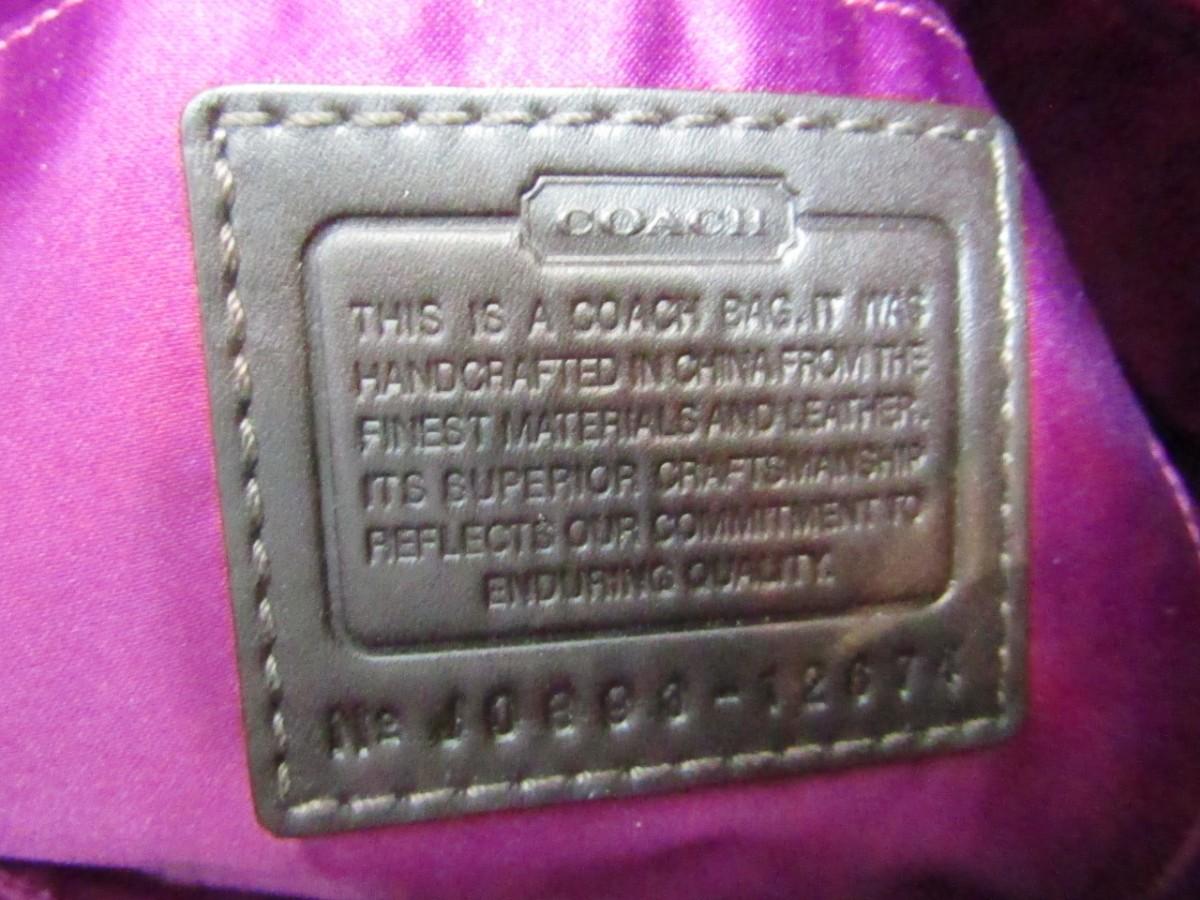 COACH
THIS IS A COACH BAG. IT WAS
HANDCRAFTED IN CHINA FROM THE
FINEST MATERIALS AND LEATHER.
ITS SUPERIOR CRAFTSMANSHIP
REFLECTS OUR COMMITMENT TO
ENDURING QUALITY.
No